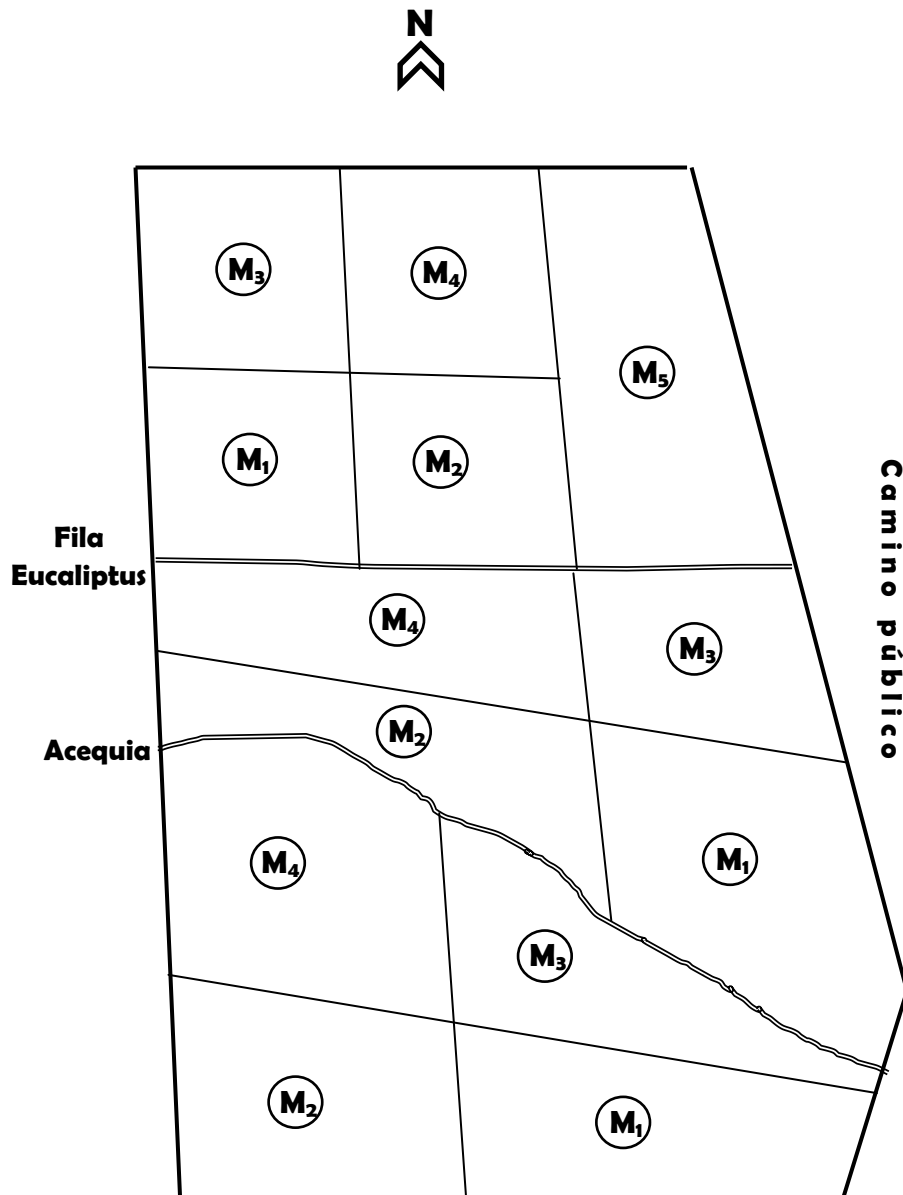 N
M₃
M₄
M₅
M₁
M₂
Camino público
Fila
Eucaliptus
M₄
M₃
M₂
Acequia
M₄
M₁
M₃
M₂
M₁